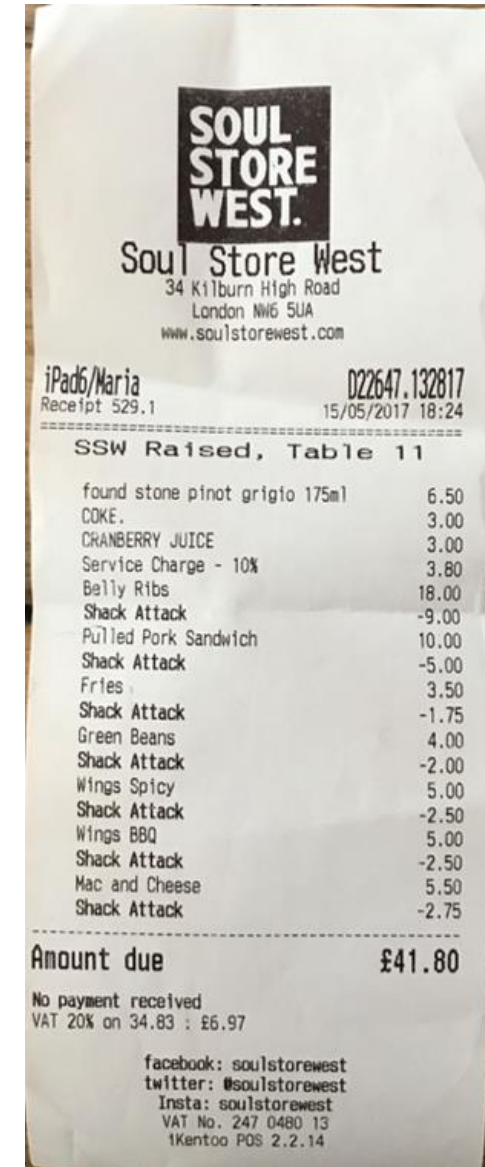 SOUL
STORE
WEST.
Soul Store West
34 Kilburn High Road
London NW6 5UA
www.soulstorewest.com
iPad6/Maria D22647.132817
Receipt 529.1 15/05/2017 18:24
==============================================
SSW Raised, Table 11
found stone pinot grigio 175ml 6.50
COKE. 3.00
CRANBERRY JUICE 3.00
Service Charge - 10% 3.80
Belly Ribs 18.00
Shack Attack -9.00
Pulled Pork Sandwich 10.00
Shack Attack -5.00
Fries 3.50
Shack Attack -1.75
Green Beans 4.00
Shack Attack -2.00
Wings Spicy 5.00
Shack Attack -2.50
Wings BBQ 5.00
Shack Attack -2.50
Mac and Cheese 5.50
Shack Attack -2.75
----------------------------------------------
Amount due £41.80
No payment received
VAT 20% on 34.83 : £6.97
facebook: soulstorewest
twitter: @soulstorewest
Insta: soulstorewest
VAT No. 247 0480 13
iKentoo POS 2.2.14